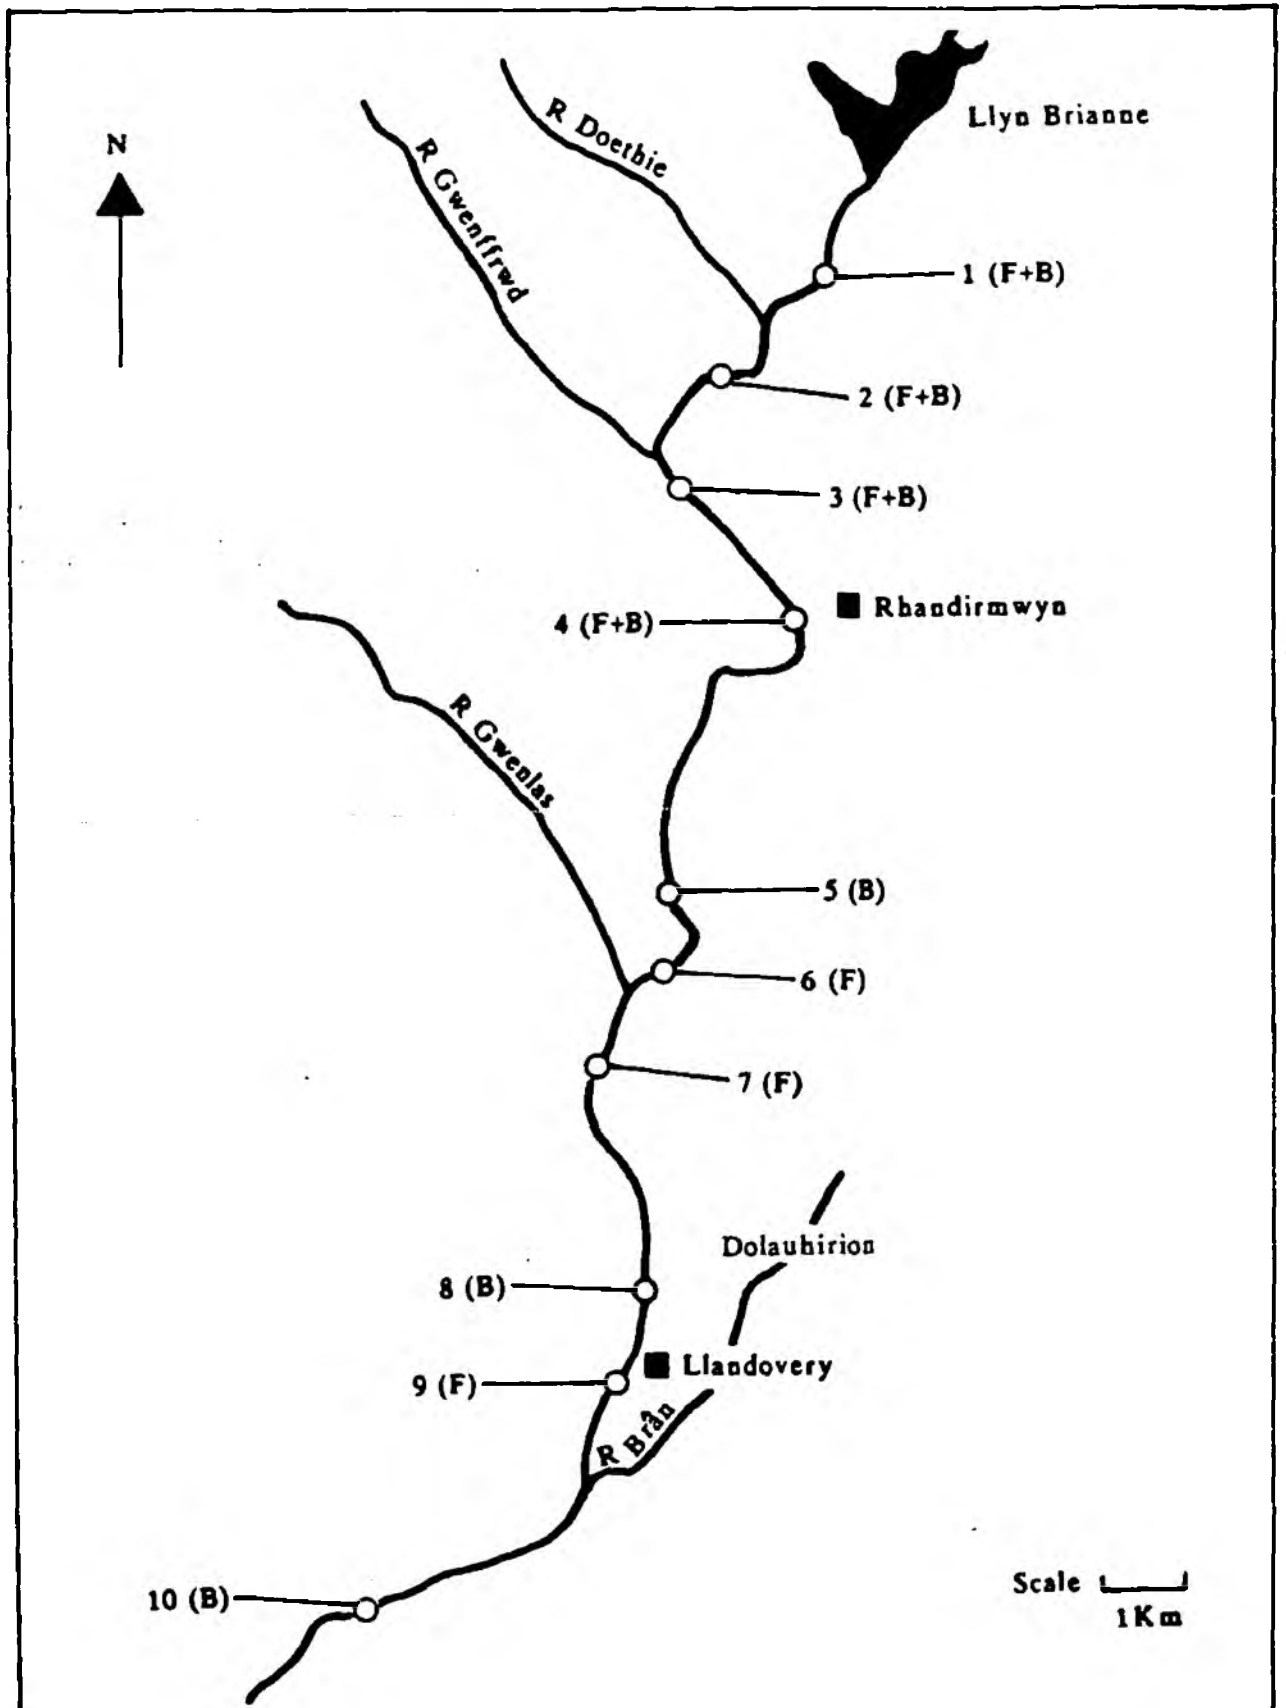 N
Llyn Brianne
R Doethie
R Gwenffrwd
1 (F+B)
2 (F+B)
3 (F+B)
4 (F+B)
Rhandirmwyn
R Gwenlas
5 (B)
6 (F)
7 (F)
Dolauhirion
8 (B)
Llandovery
9 (F)
R Brân
10 (B)
Scale
1Km